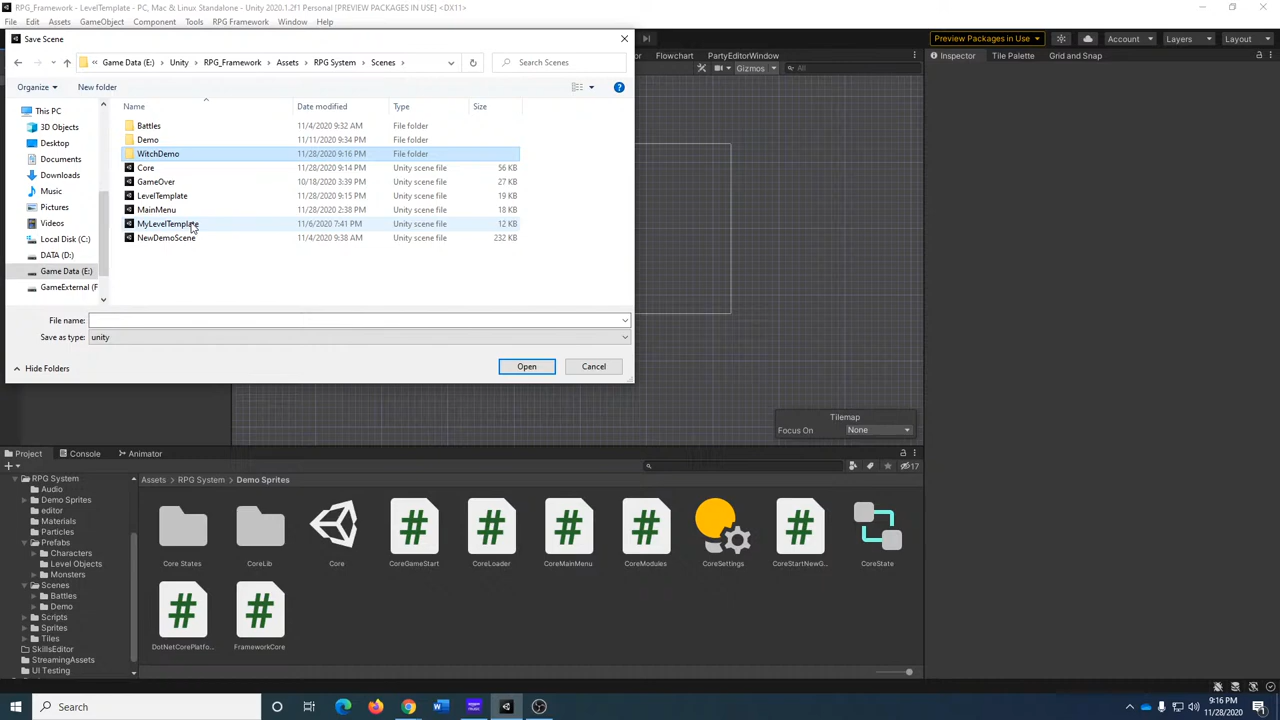 RPG_Framework - LevelTemplate - PC, Mac & Linux Standalone - Unity 2020.1.2f1 Personal [PREVIEW PACKAGES IN USE] <DX11>
File Edit Assets GameObject Component Tools RPG Framework Window Help
Save Scene
Preview Packages in Use Account Layers Layout
« Game Data (E:) > Unity > RPG_Framework > Assets > RPG System > Scenes > Search Scenes
Flowchart PartyEditorWindow Inspector Tile Palette Grid and Snap
Gizmos All
Organize New folder
Name Date modified Type Size
This PC
3D Objects
Desktop
Documents
Downloads
Music
Pictures
Videos
Local Disk (C:)
DATA (D:)
Game Data (E:)
GameExternal (F
Battles 11/4/2020 9:32 AM File folder
Demo 11/11/2020 9:34 PM File folder
WitchDemo 11/28/2020 9:16 PM File folder
Core 11/28/2020 9:14 PM Unity scene file 56 KB
GameOver 10/18/2020 3:39 PM Unity scene file 27 KB
LevelTemplate 11/28/2020 9:15 PM Unity scene file 19 KB
MainMenu 11/28/2020 2:38 PM Unity scene file 18 KB
MyLevelTemplate 11/6/2020 7:41 PM Unity scene file 12 KB
NewDemoScene 11/4/2020 9:38 AM Unity scene file 232 KB
File name:
Save as type: unity
Hide Folders Open Cancel
Tilemap
Focus On None
Project Console Animator
17
RPG System
Audio
Demo Sprites
editor
Materials
Particles
Prefabs
Characters
Level Objects
Monsters
Scenes
Battles
Demo
Scripts
Sprites
Tiles
SkillsEditor
StreamingAssets
UI Testing
Assets > RPG System > Demo Sprites
Core States CoreLib Core CoreGameStart CoreLoader CoreMainMenu CoreModules CoreSettings CoreStartNewG... CoreState
DotNetCorePlatfo... FrameworkCore
Search
9:16 PM
11/28/2020